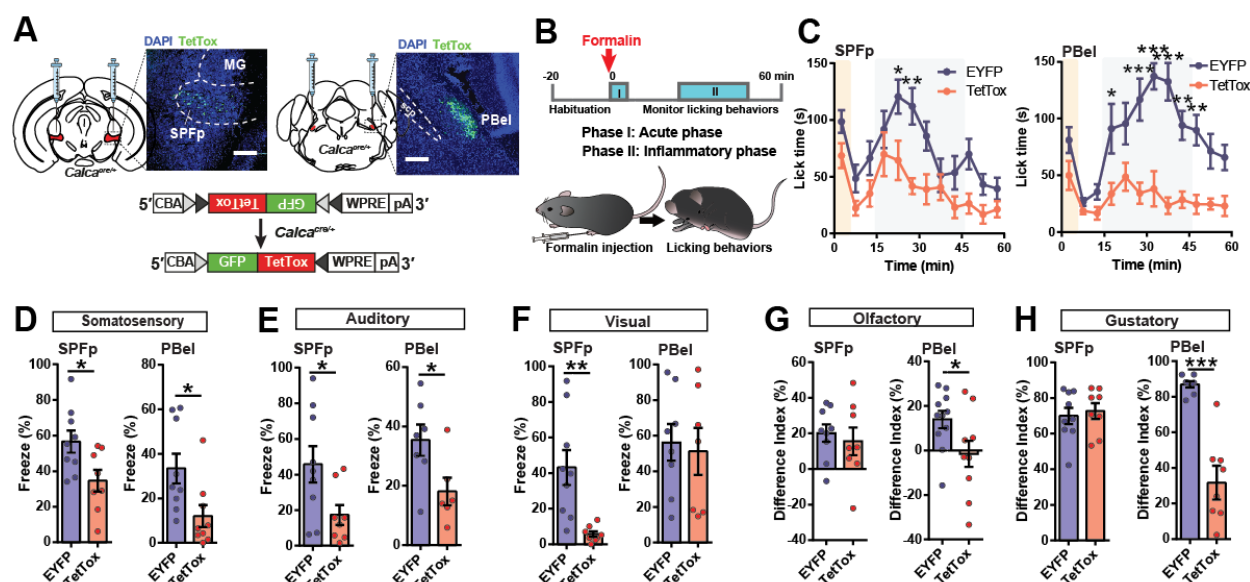 A
DAPI TetTox
MG
SPFp
Calca^cre/+
DAPI TetTox
scp
PBel
Calca^cre/+
5′ CBA TetTox GFP WPRE pA 3′
Calca^cre/+
5′ CBA GFP TetTox WPRE pA 3′
B
Formalin
-20 0 60 min
I II
Habituation Monitor licking behaviors
Phase I: Acute phase
Phase II: Inflammatory phase
Formalin injection Licking behaviors
C
SPFp
EYFP
TetTox
* **
Lick time (s)
150
100
50
0
0 15 30 45 60
Time (min)
PBel
EYFP
TetTox
* *** *** *** ** **
Lick time (s)
150
100
50
0
0 15 30 45 60
Time (min)
D Somatosensory
SPFp
*
Freeze (%)
100
80
60
40
20
0
EYFP TetTox
PBel
*
Freeze (%)
80
60
40
20
0
EYFP TetTox
E Auditory
SPFp
*
Freeze (%)
100
80
60
40
20
0
EYFP TetTox
PBel
*
Freeze (%)
60
40
20
0
EYFP TetTox
F Visual
SPFp
**
Freeze (%)
100
80
60
40
20
0
EYFP TetTox
PBel
Freeze (%)
100
80
60
40
20
0
EYFP TetTox
G Olfactory
SPFp
Difference Index (%)
60
40
20
0
-20
-40
EYFP TetTox
PBel
*
Difference Index (%)
40
20
0
-20
-40
EYFP TetTox
H Gustatory
SPFp
Difference Index (%)
100
80
60
40
20
0
EYFP TetTox
PBel
***
Difference Index (%)
100
80
60
40
20
0
EYFP TetTox